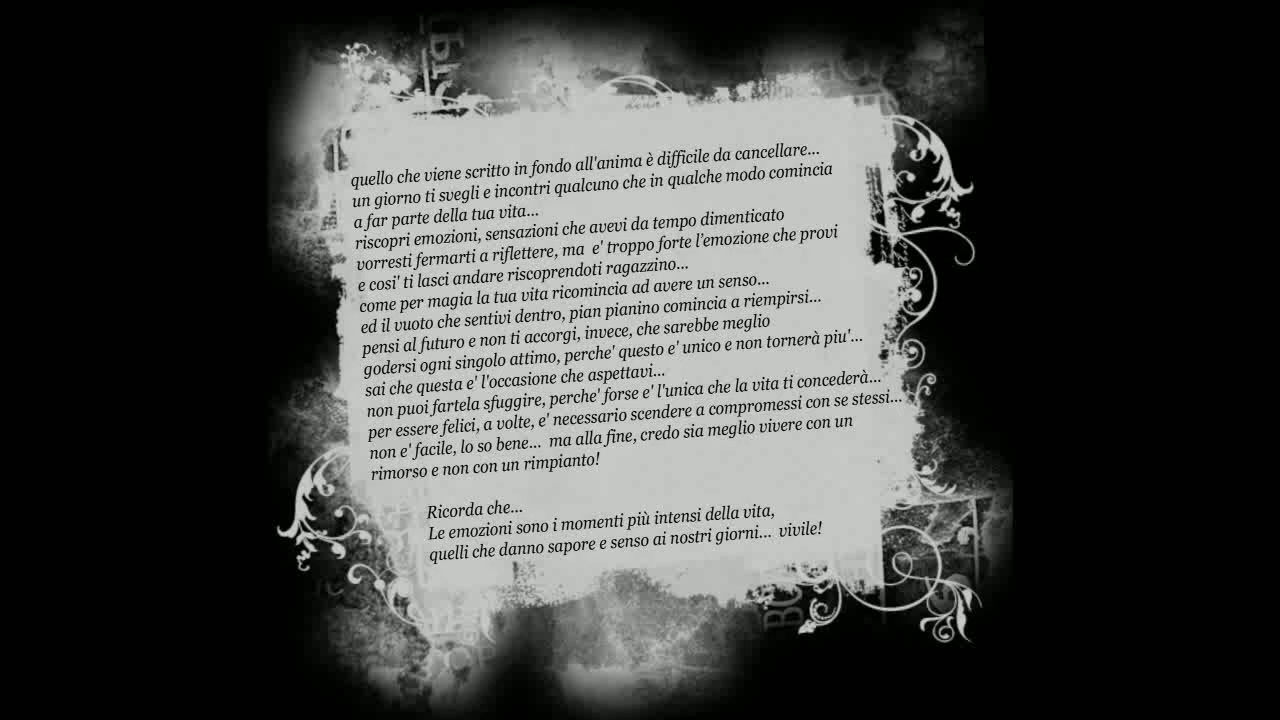 quello che viene scritto in fondo all'anima è difficile da cancellare...
un giorno ti svegli e incontri qualcuno che in qualche modo comincia
a far parte della tua vita...
riscopri emozioni, sensazioni che avevi da tempo dimenticato
vorresti fermarti a riflettere, ma e' troppo forte l’emozione che provi
e cosi' ti lasci andare riscoprendoti ragazzino...
come per magia la tua vita ricomincia ad avere un senso...
ed il vuoto che sentivi dentro, pian pianino comincia a riempirsi...
pensi al futuro e non ti accorgi, invece, che sarebbe meglio
godersi ogni singolo attimo, perche' questo e' unico e non tornerà piu'...
sai che questa e' l'occasione che aspettavi...
non puoi fartela sfuggire, perche' forse e' l'unica che la vita ti concederà...
per essere felici, a volte, e' necessario scendere a compromessi con se stessi...
non e' facile, lo so bene... ma alla fine, credo sia meglio vivere con un
rimorso e non con un rimpianto!
Ricorda che...
Le emozioni sono i momenti più intensi della vita,
quelli che danno sapore e senso ai nostri giorni... vivile!